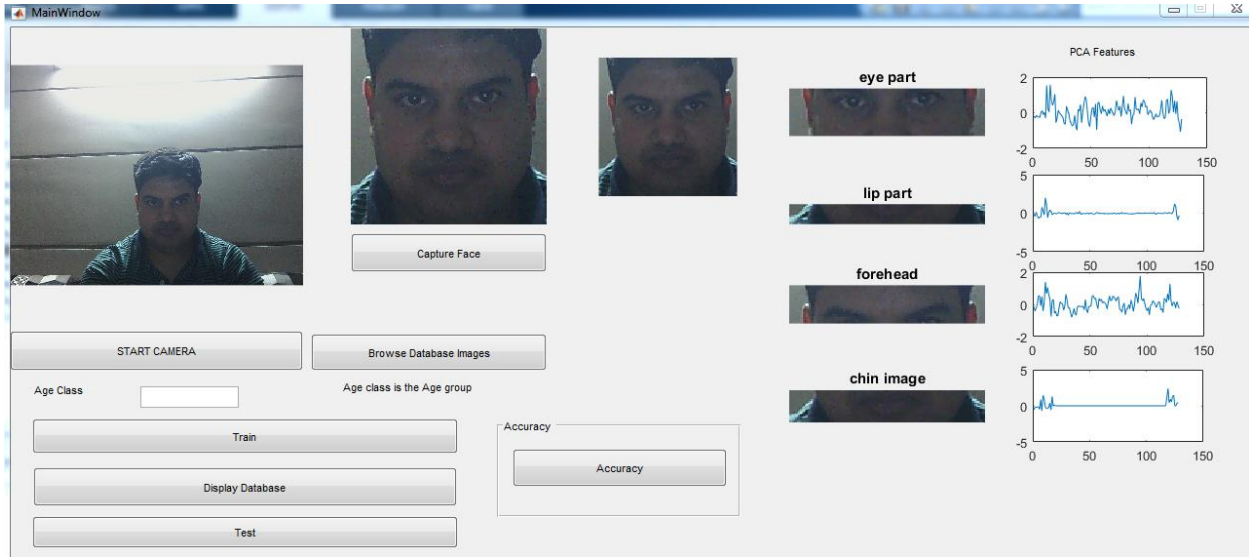 MainWindow
Capture Face
START CAMERA
Browse Database Images
Age Class
Age class is the Age group
Train
Display Database
Test
Accuracy
Accuracy
eye part
lip part
forehead
chin image
PCA Features
2
0
-2
0 50 100 150
5
0
-5
0 50 100 150
2
0
-2
0 50 100 150
5
0
-5
0 50 100 150